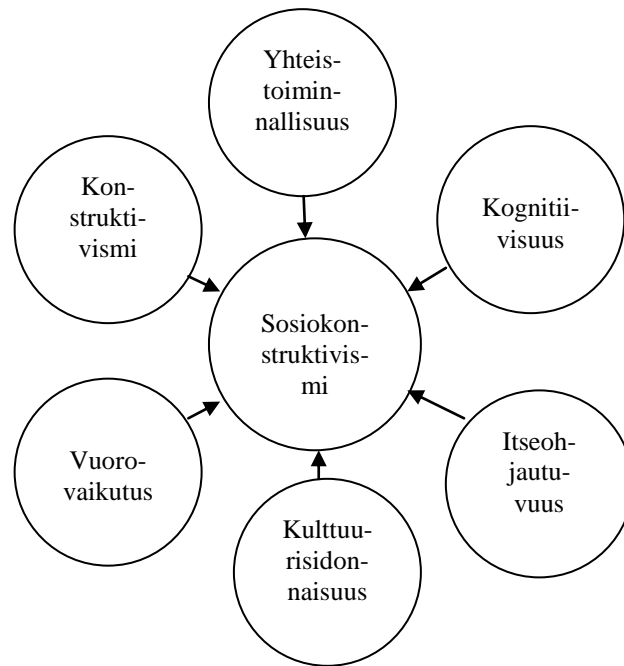 Yhteis-
toimin-
nallisuus
Kon-
strukti-
vismi
Kognitii-
visuus
Sosiokon-
struktivis-
mi
Vuoro-
vaikutus
Itseoh-
jautu-
vuus
Kulttuu-
risidon-
naisuus